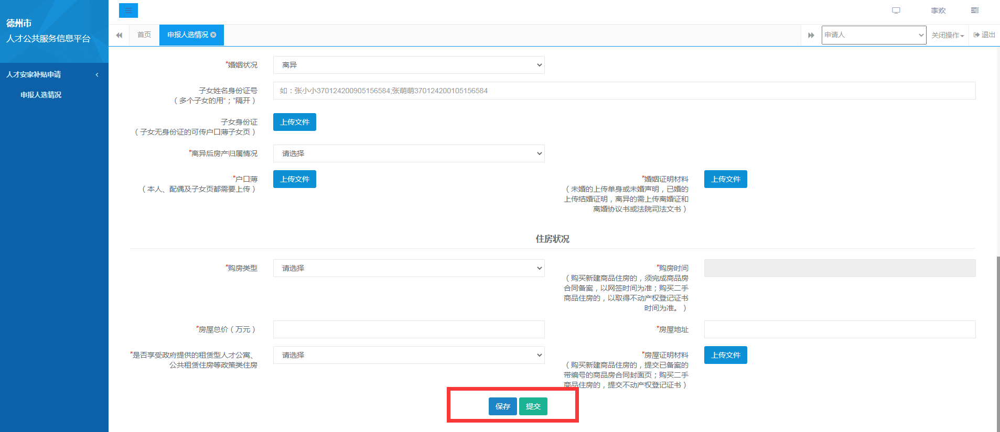 德州市
人才公共服务信息平台
李欢
首页
申报人选情况
申请人
关闭操作
退出
人才安家补贴申请
申报人选情况
*婚姻状况
离异
子女姓名身份证号
（多个子女的用“；”隔开）
如：张小小370124200905156584;张萌萌370124200105156584
子女身份证
（子女无身份证的可传户口薄子女页）
上传文件
*离异后房产归属情况
请选择
*户口薄
（本人、配偶及子女页都需要上传）
上传文件
*婚姻证明材料
（未婚的上传单身或未婚声明，已婚的
上传结婚证明，离异的需上传离婚证和
离婚协议书或法院司法文书）
上传文件
住房状况
*购房类型
请选择
*购房时间
（购买新建商品住房的，须完成商品房
合同备案，以网签时间为准；购买二手
商品住房的，以取得不动产权登记证书
时间为准。）
*房屋总价（万元）
*房屋地址
*是否享受政府提供的租赁型人才公寓、
公共租赁住房等政策类住房
请选择
*房屋证明材料
（购买新建商品住房的，提交已备案的
带编号的商品房合同封面页；购买二手
商品住房的，提交不动产权登记证书）
上传文件
保存
提交